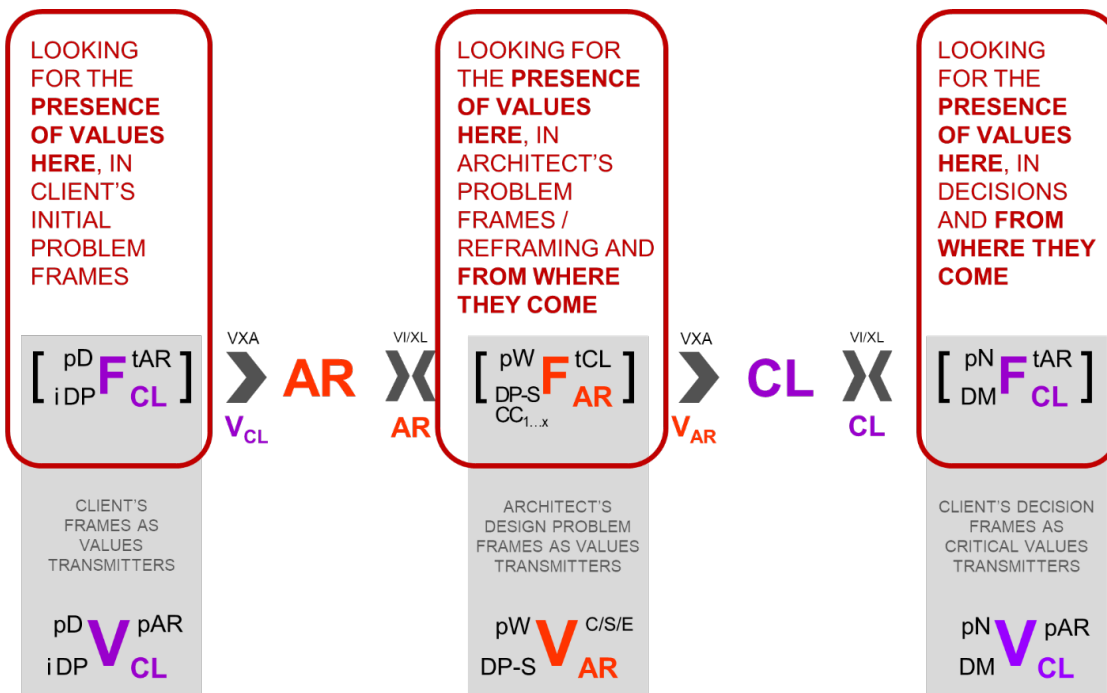 LOOKING
FOR THE
PRESENCE
OF VALUES
HERE, IN
CLIENT'S
INITIAL
PROBLEM
FRAMES
LOOKING FOR
THE PRESENCE
OF VALUES
HERE, IN
ARCHITECT'S
PROBLEM
FRAMES /
REFRAMING AND
FROM WHERE
THEY COME
LOOKING
FOR THE
PRESENCE
OF VALUES
HERE, IN
DECISIONS
AND FROM
WHERE THEY
COME
[ pD F tAR ]
iDP CL
VXA
V CL
AR
VI/XL
AR
[ pW F tCL ]
DP-S AR
CC1...x
VXA
V AR
CL
VI/XL
CL
[ pN F tAR ]
DM CL
CLIENT'S
FRAMES AS
VALUES
TRANSMITTERS
ARCHITECT'S
DESIGN PROBLEM
FRAMES AS VALUES
TRANSMITTERS
CLIENT'S DECISION
FRAMES AS
CRITICAL VALUES
TRANSMITTERS
pD V pAR
iDP CL
pW V C/S/E
DP-S AR
pN V pAR
DM CL